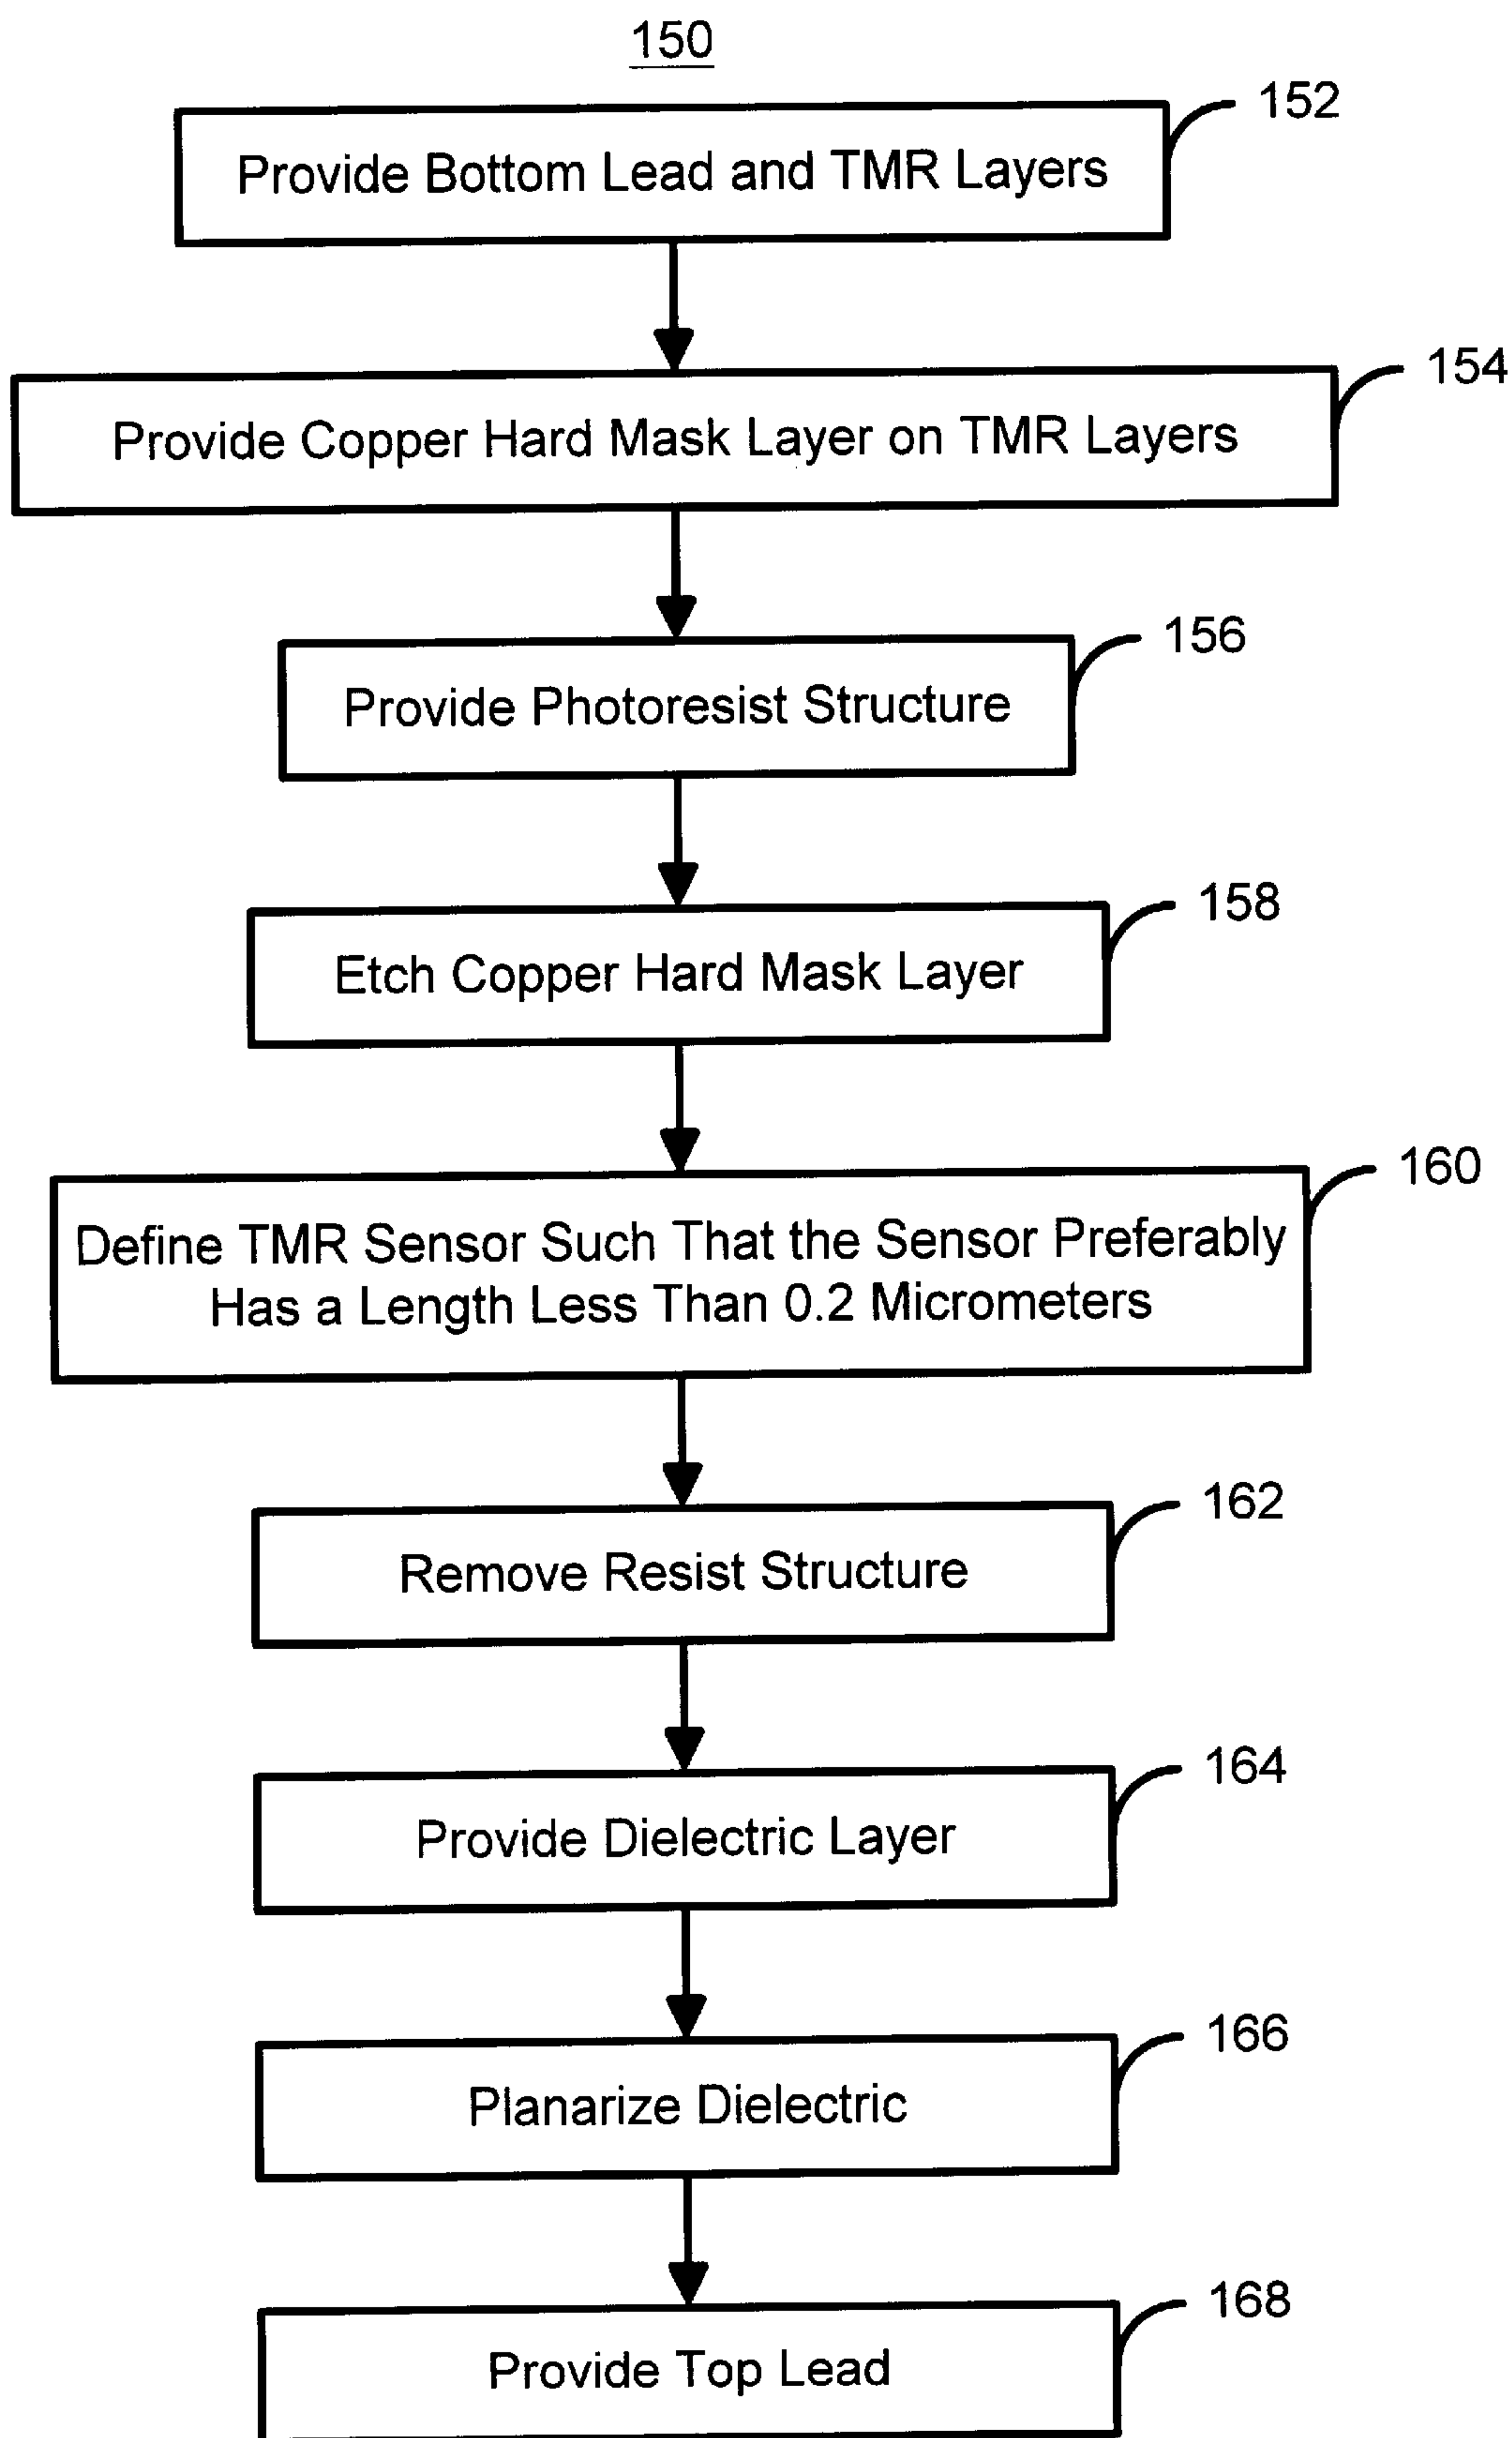 150
152
Provide Bottom Lead and TMR Layers
154
Provide Copper Hard Mask Layer on TMR Layers
156
Provide Photoresist Structure
158
Etch Copper Hard Mask Layer
160
Define TMR Sensor Such That the Sensor Preferably
Has a Length Less Than 0.2 Micrometers
162
Remove Resist Structure
164
Provide Dielectric Layer
166
Planarize Dielectric
168
Provide Top Lead